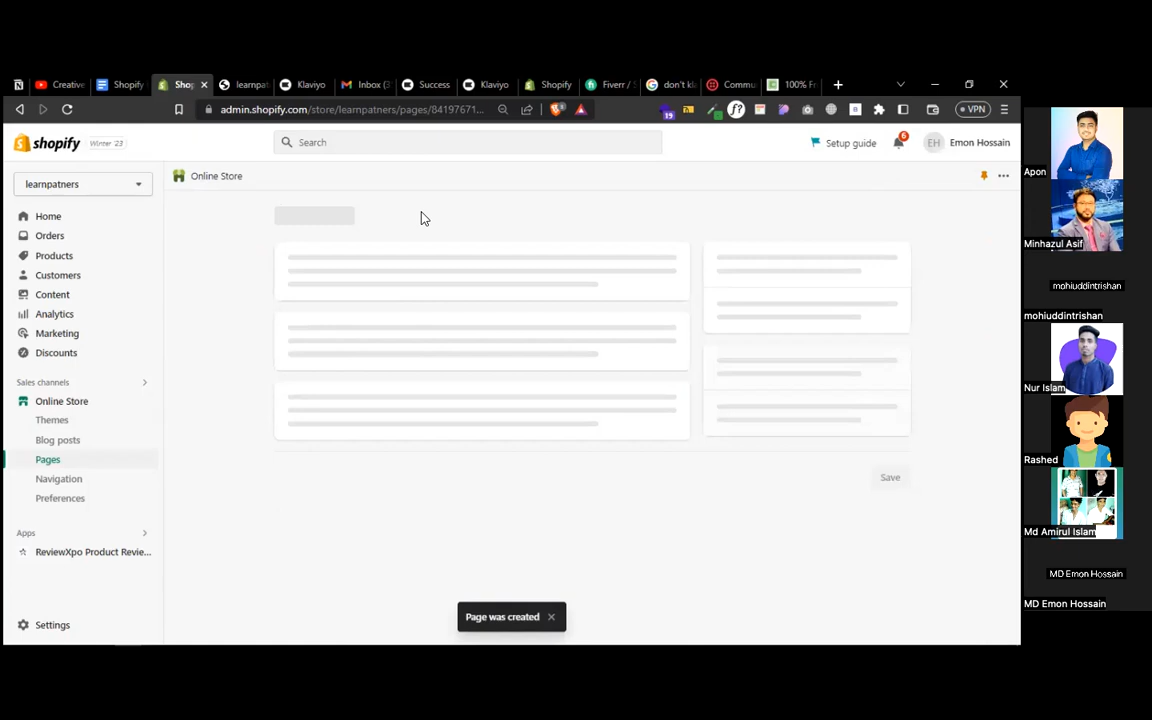 Creative
Shopify
Shop
learnpat
Klaviyo
Inbox (3
Success
Klaviyo
Shopify
Fiverr / S
don't kl
Commu
100% F
admin.shopify.com/store/learnpatners/pages/84197671...
19
VPN
shopify
Winter '23
Search
Setup guide
6
EH
Emon Hossain
learnpatners
Online Store
Home
Orders
Products
Customers
Content
Analytics
Marketing
Discounts
Sales channels
Online Store
Themes
Blog posts
Pages
Navigation
Preferences
Apps
ReviewXpo Product Revie...
Settings
Save
Page was created
Apon
Minhazul Asif
mohiuddintrishan
mohiuddintrishan
Nur Islam
Rashed
Md Amirul Islam
MD Emon Hossain
MD Emon Hossain